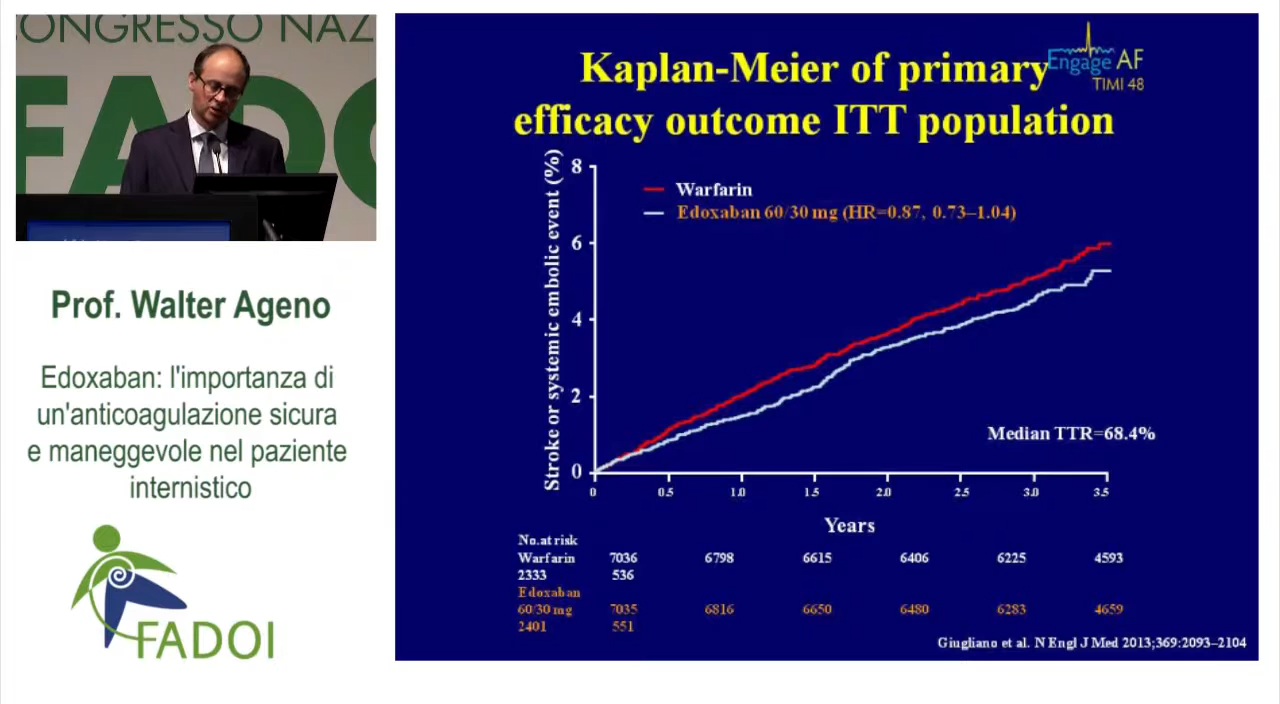 CONGRESSO NAZ
FADO
Prof. Walter Ageno
Edoxaban: l'importanza di
un'anticoagulazione sicura
e maneggevole nel paziente
internistico
FADOI
Kaplan-Meier of primary
efficacy outcome ITT population
Engage AF
TIMI 48
Stroke or systemic embolic event (%)
8
6
4
2
0
Warfarin
Edoxaban 60/30 mg (HR=0.87, 0.73–1.04)
Median TTR=68.4%
0 0.5 1.0 1.5 2.0 2.5 3.0 3.5
Years
No. at risk
Warfarin 7036 6798 6615 6406 6225 4593
2333 536
Edoxaban
60/30 mg 7035 6816 6650 6480 6283 4659
2401 551
Giugliano et al. N Engl J Med 2013;369:2093–2104